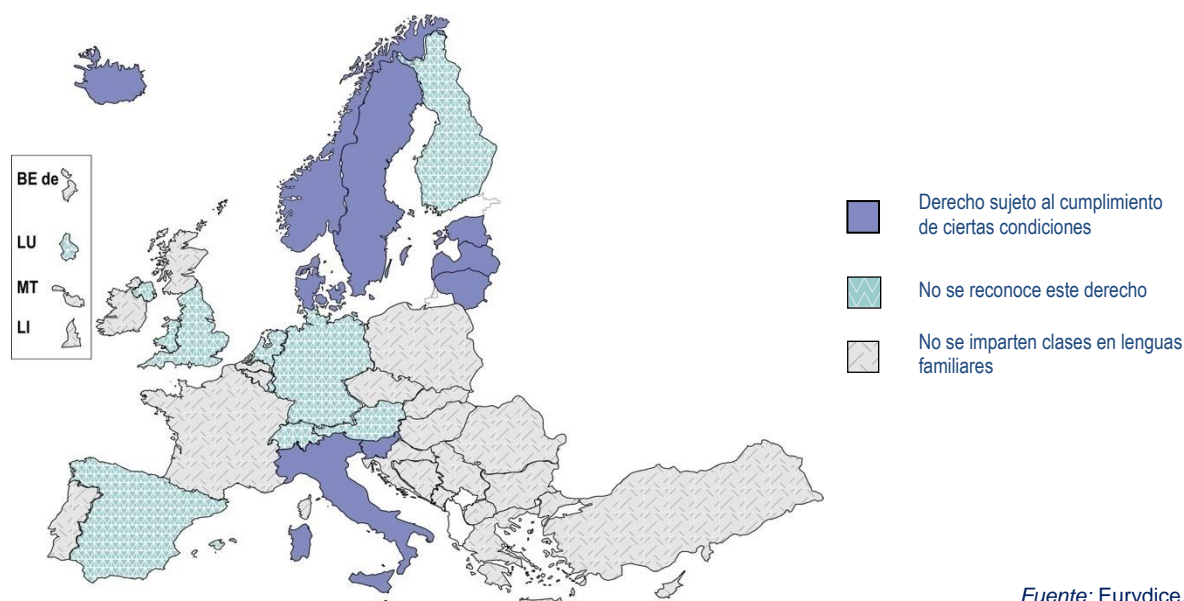 BE de
LU
MT
LI
Derecho sujeto al cumplimiento
de ciertas condiciones
No se reconoce este derecho
No se imparten clases en lenguas
familiares
Fuente: Eurydice.